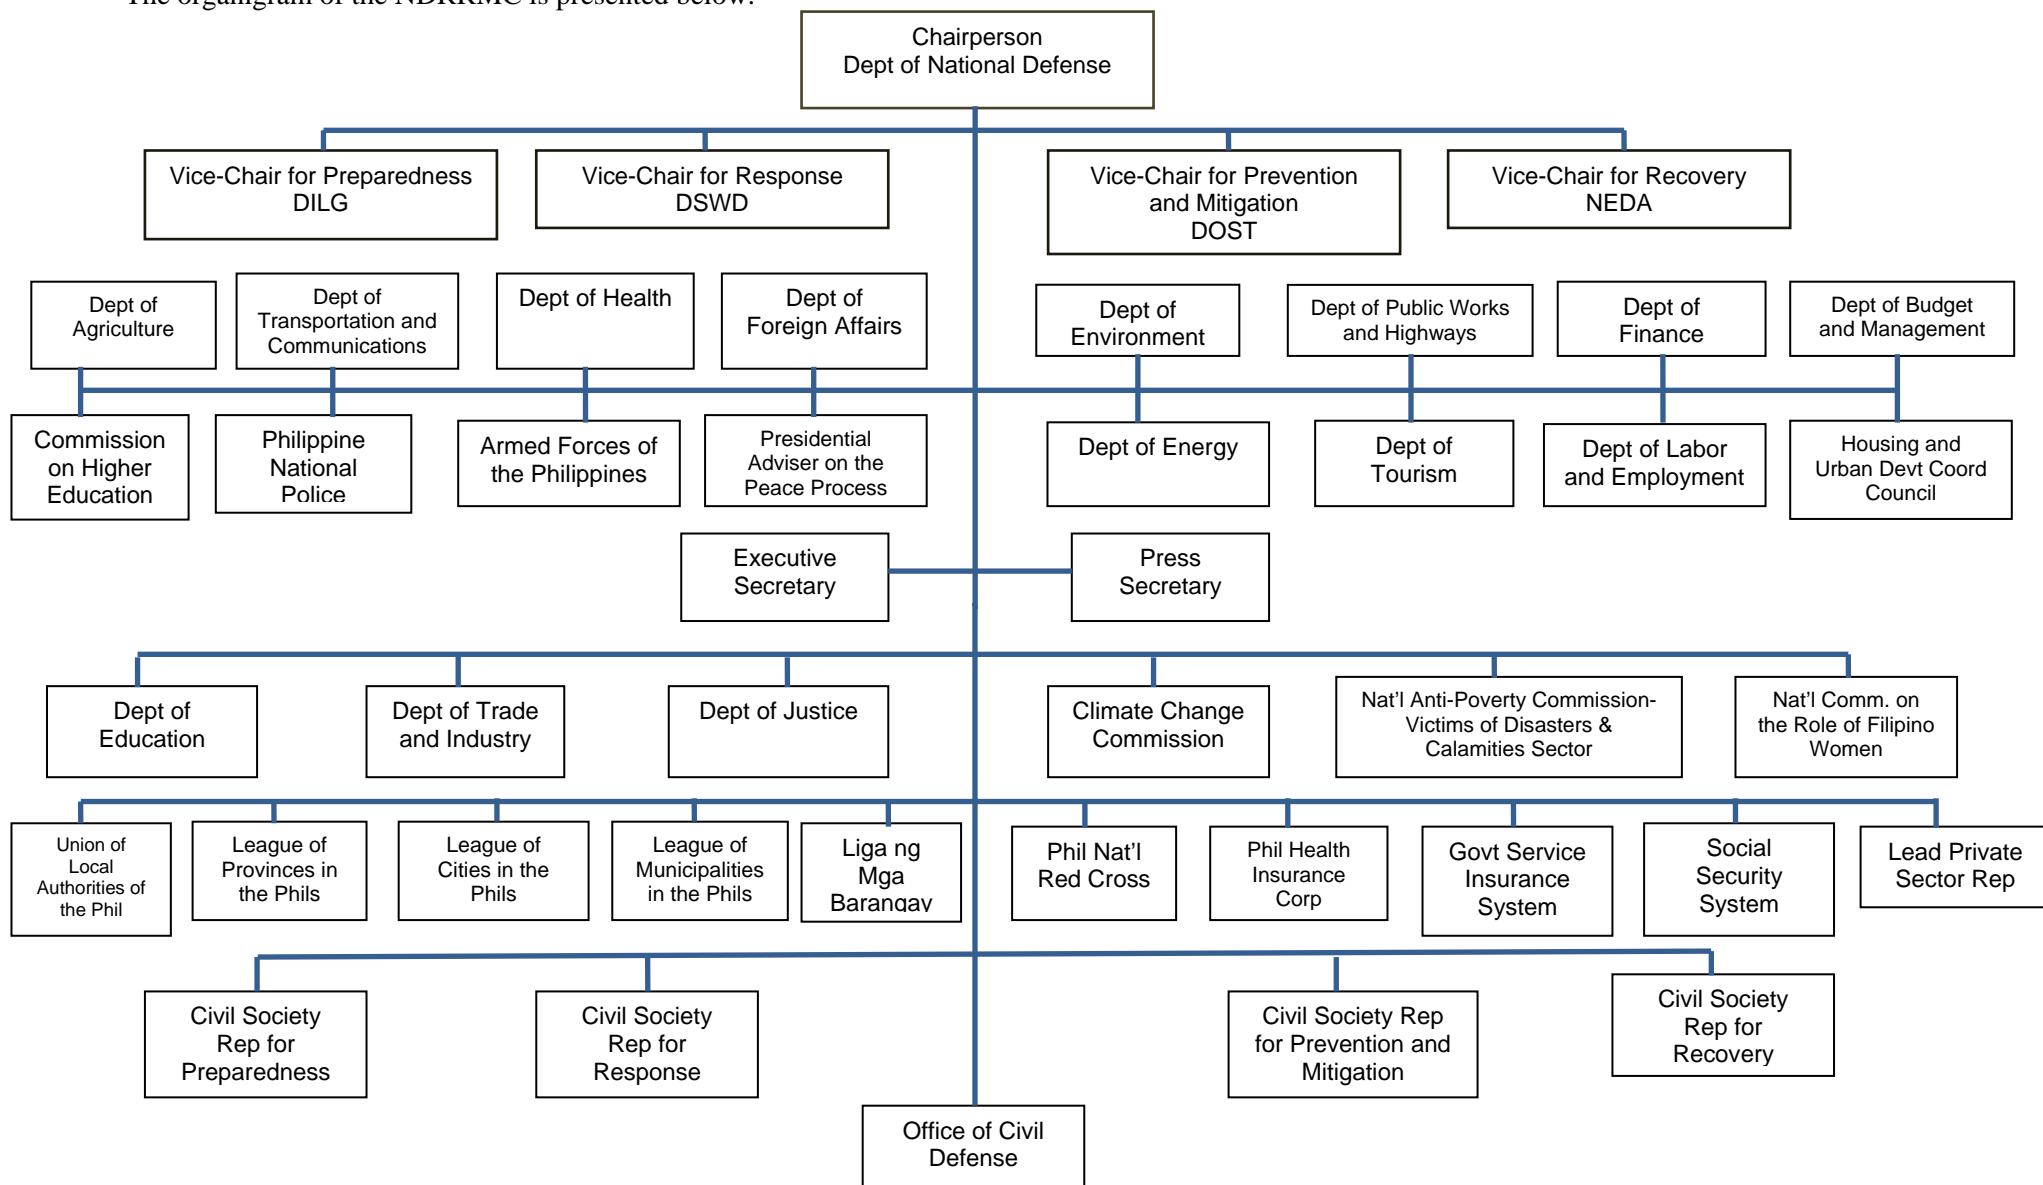 The organigram of the NDRRMC is presented below.
Chairperson
Dept of National Defense
Vice-Chair for Preparedness
DILG
Vice-Chair for Response
DSWD
Vice-Chair for Prevention
and Mitigation
DOST
Vice-Chair for Recovery
NEDA
Dept of
Agriculture
Dept of
Transportation and
Communications
Dept of Health
Dept of
Foreign Affairs
Dept of
Environment
Dept of Public Works
and Highways
Dept of
Finance
Dept of Budget
and Management
Commission
on Higher
Education
Philippine
National
Police
Armed Forces of
the Philippines
Presidential
Adviser on the
Peace Process
Dept of Energy
Dept of
Tourism
Dept of Labor
and Employment
Housing and
Urban Devt Coord
Council
Executive
Secretary
Press
Secretary
Dept of
Education
Dept of Trade
and Industry
Dept of Justice
Climate Change
Commission
Nat’l Anti-Poverty Commission-
Victims of Disasters &
Calamities Sector
Nat’l Comm. on
the Role of Filipino
Women
Union of
Local
Authorities of
the Phil
League of
Provinces in
the Phils
League of
Cities in the
Phils
League of
Municipalities
in the Phils
Liga ng
Mga
Barangay
Phil Nat’l
Red Cross
Phil Health
Insurance
Corp
Govt Service
Insurance
System
Social
Security
System
Lead Private
Sector Rep
Civil Society
Rep for
Preparedness
Civil Society
Rep for
Response
Civil Society Rep
for Prevention and
Mitigation
Civil Society
Rep for
Recovery
Office of Civil
Defense